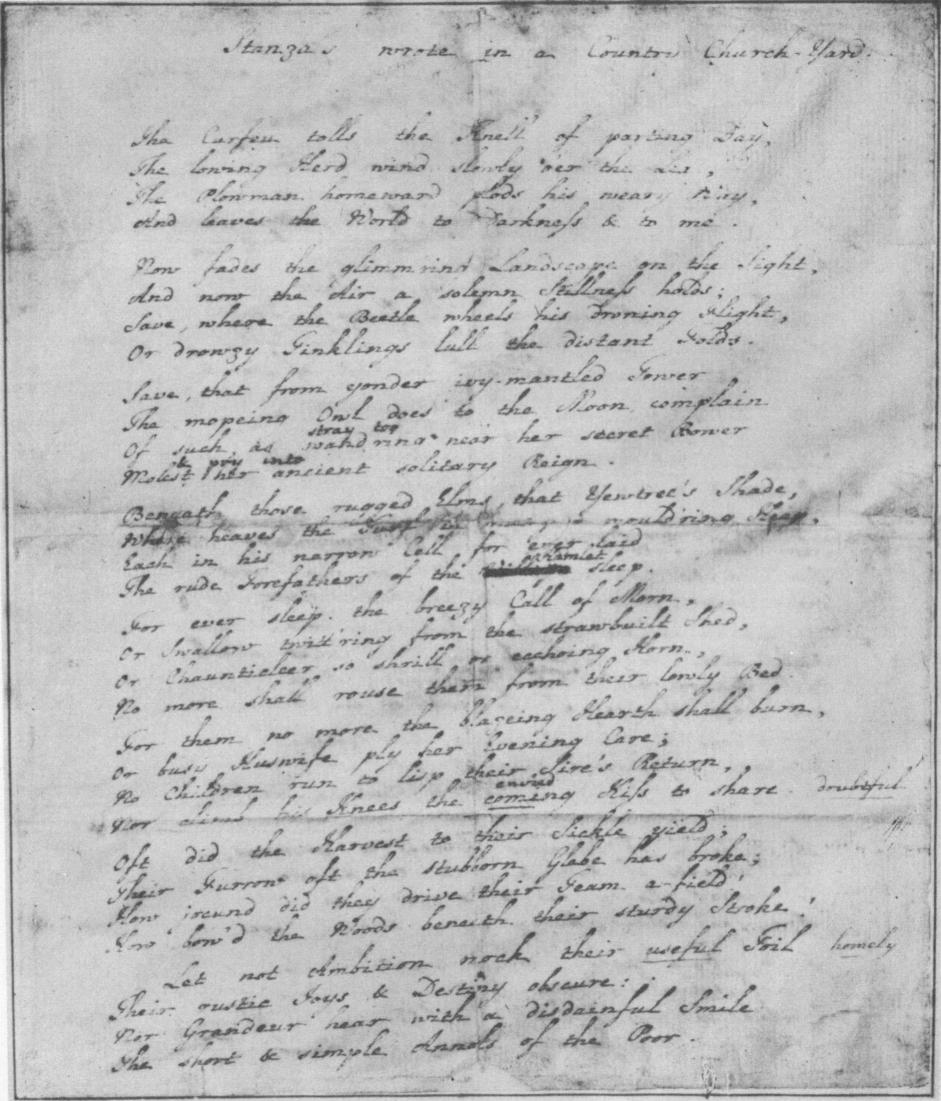 Stanza's wrote in a Country Church-Yard.
The Curfeu tolls the Knell of parting Day,
The lowing Herd wind slowly o'er the Lea,
The Plowman homeward plods his weary Way,
And leaves the World to Darkness & to me.
Now fades the glimm'ring Landscape on the Sight,
And now the Air a solemn Stillness holds;
Save, where the Beetle wheels his droning Flight,
Or drowzy Tinklings lull the distant Folds.
Save, that from yonder ivy-mantled Tower
The mopeing Owl does to the Moon complain
stray too
Of such as wand'ring near her secret Bower
& pry into
Molest her ancient solitary Reign.
Beneath those rugged Elms, that Yewtree's Shade,
Where heaves the Turf in many a mould'ring Heap,
Each in his narrow Cell for ever laid
Hamlet
The rude Forefathers of the sleep.
For ever sleep. the breezy Call of Morn,
Or Swallow twitt'ring from the strawbuilt Shed,
Or Chaunticleer so shrill or ecchoing Horn,
No more shall rouse them from their lowly Bed.
For them no more the blazeing Hearth shall burn,
Or busy Huswife ply her Evening Care;
No Children run to lisp their Sire's Return,
envied
Nor climb his Knees the coming Kiss to share. doubtful
Oft did the Harvest to their Sickle yield;
Their Furrow oft the stubborn Glebe has broke;
How jocund did they drive their Team a-field!
How bow'd the Woods beneath their sturdy Stroke!
Let not Ambition mock their useful Toil homely
Their rustic Joys & Destiny obscure:
Nor Grandeur hear with a disdainful Smile
The short & simple Annals of the Poor.